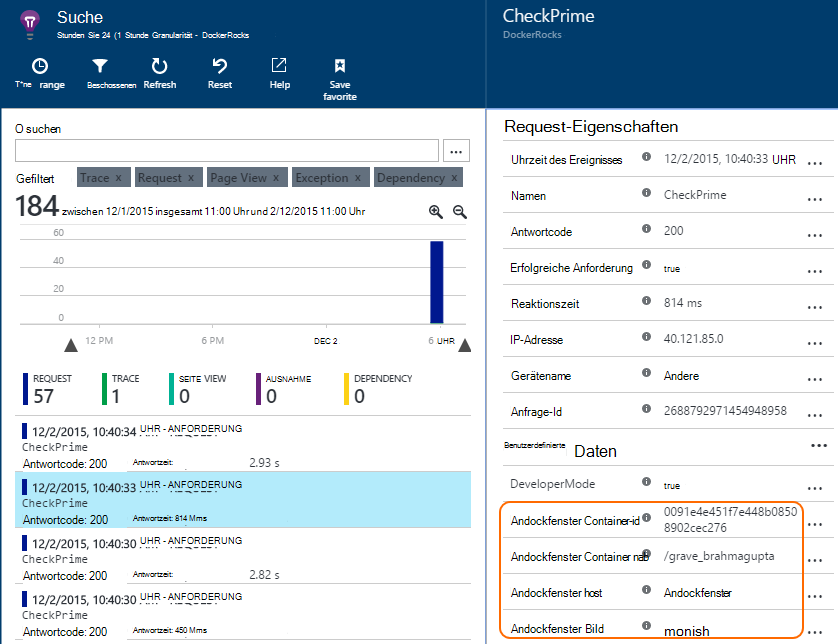 Suche
Stunden Sie 24 (1 Stunde Granularität - DockerRocks
T*ne range
Beschossenen
Refresh
Reset
Help
Save favorite
O suchen
...
Gefiltert
Trace x
Request x
Page View x
Exception x
Dependency x
184 zwischen 12/1/2015 insgesamt 11:00 Uhr und 2/12/2015 11:00 Uhr
60
40
20
0
12 PM
6 PM
DEC 2
6 UHR
REQUEST
57
TRACE
1
SEITE VIEW
0
AUSNAHME
0
DEPENDENCY
0
12/2/2015, 10:40:34 UHR - ANFORDERUNG
CheckPrime
Antwortcode: 200 Antwortzeit: 2.93 s
12/2/2015, 10:40:33 UHR - ANFORDERUNG
CheckPrime
Antwortcode: 200 Antwortzeit: 814 Mms
12/2/2015, 10:40:30 UHR - ANFORDERUNG
CheckPrime
Antwortcode: 200 Antwortzeit: 2.82 s
12/2/2015, 10:40:30 UHR - ANFORDERUNG
CheckPrime
Antwortcode: 200 Antwortzeit: 450 Mms
CheckPrime
DockerRocks
Request-Eigenschaften
Uhrzeit des Ereignisses 12/2/2015, 10:40:33 UHR ...
Namen CheckPrime ...
Antwortcode 200 ...
Erfolgreiche Anforderung true ...
Reaktionszeit 814 ms ...
IP-Adresse 40.121.85.0 ...
Gerätename Andere ...
Anfrage-Id 2688792971454948958 ...
Benutzerdefinierte Daten ...
DeveloperMode true ...
Andockfenster Container-id 0091e4e451f7e448b0850
8902cec276 ...
Andockfenster Container nab /grave_brahmagupta ...
Andockfenster host Andockfenster ...
Andockfenster Bild monish ...